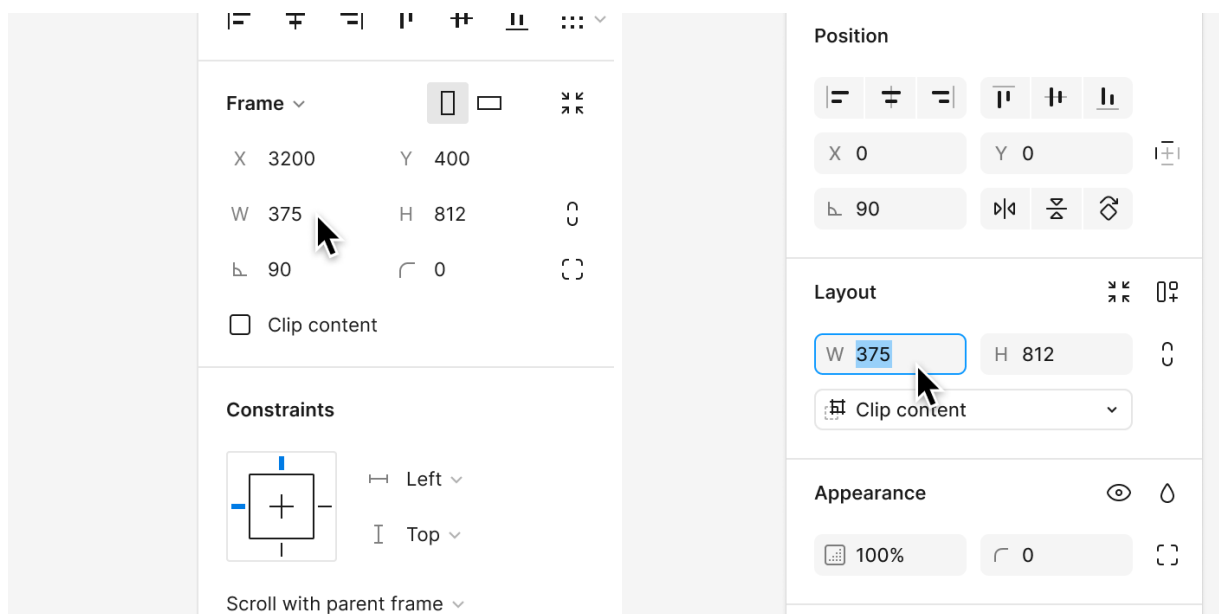 Frame
X 3200 Y 400
W 375 H 812
90 0
Clip content
Constraints
Left
Top
Scroll with parent frame
Position
X 0 Y 0
90
Layout
W 375 H 812
Clip content
Appearance
100% 0